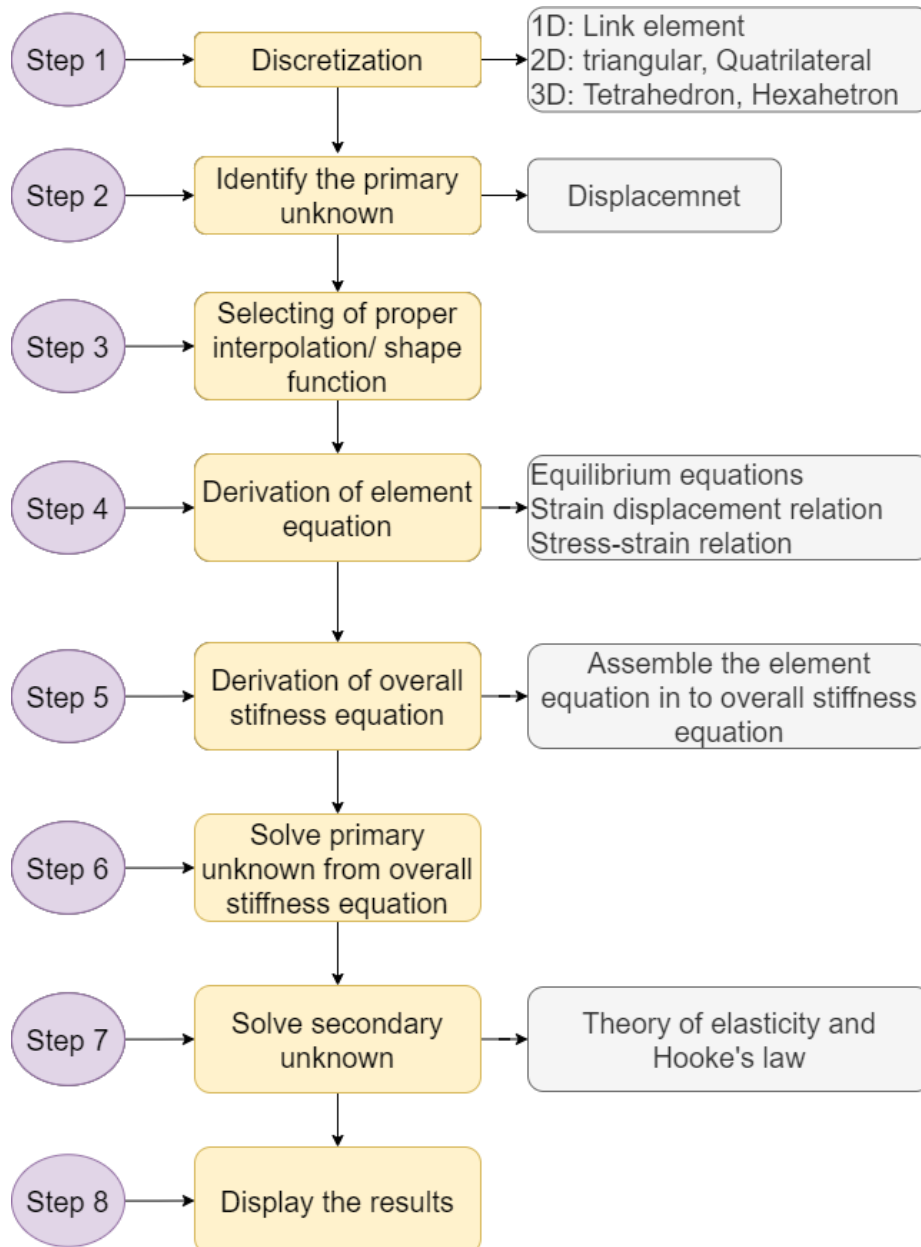 Step 1
Discretization
1D: Link element
2D: triangular, Quatrilateral
3D: Tetrahedron, Hexahetron
Step 2
Identify the primary
unknown
Displacemnet
Step 3
Selecting of proper
interpolation/ shape
function
Step 4
Derivation of element
equation
Equilibrium equations
Strain displacement relation
Stress-strain relation
Step 5
Derivation of overall
stifness equation
Assemble the element
equation in to overall stiffness
equation
Step 6
Solve primary
unknown from overall
stiffness equation
Step 7
Solve secondary
unknown
Theory of elasticity and
Hooke's law
Step 8
Display the results